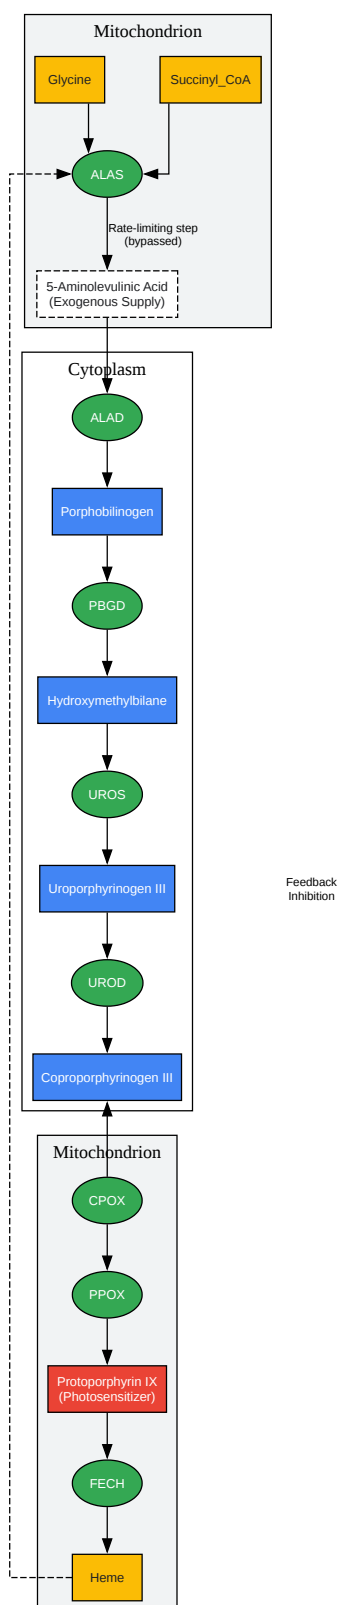 Mitochondrion
Glycine
Succinyl_CoA
ALAS
Rate-limiting step
(bypassed)
5-Aminolevulinic Acid
(Exogenous Supply)
Cytoplasm
ALAD
Porphobilinogen
PBGD
Hydroxymethylbilane
UROS
Uroporphyrinogen III
Feedback
Inhibition
UROD
Coproporphyrinogen III
Mitochondrion
CPOX
PPOX
Protoporphyrin IX
(Photosensitizer)
FECH
Heme